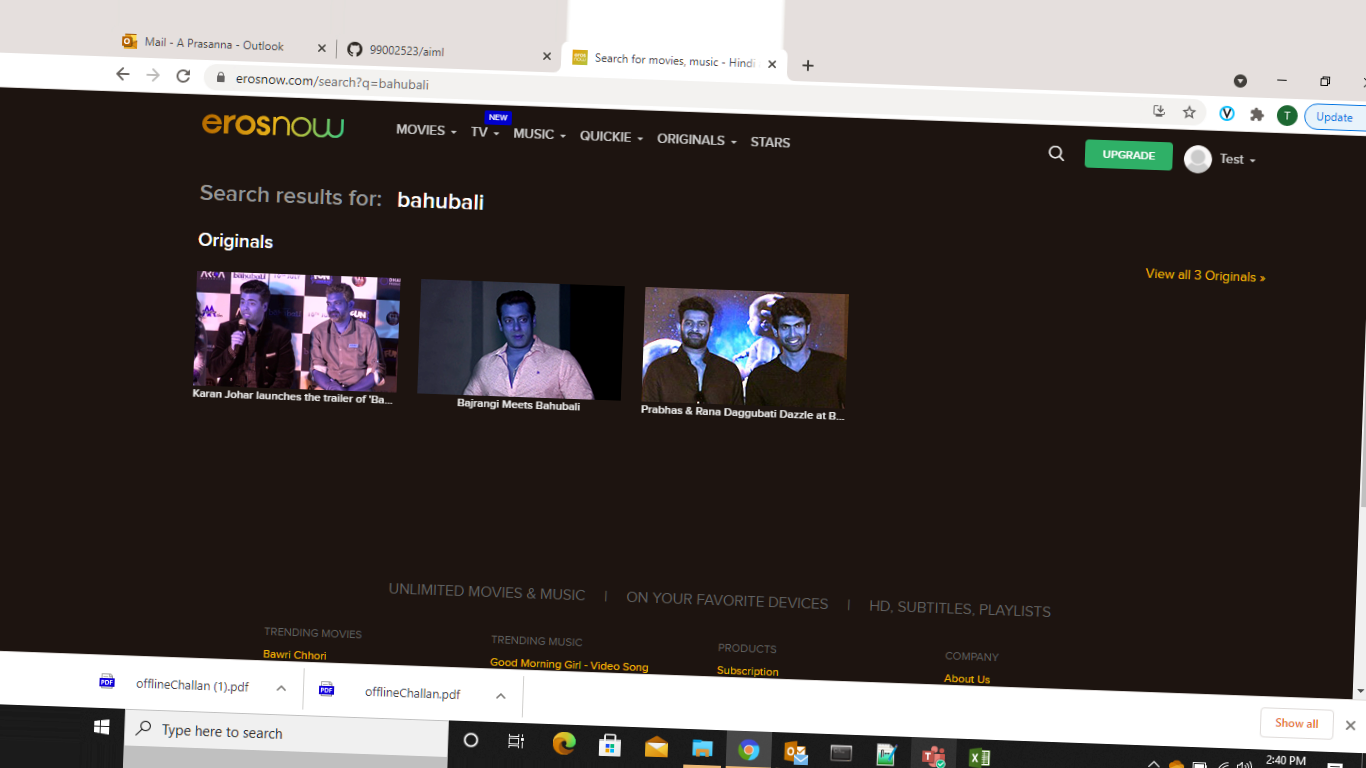 Mail - A Prasanna - Outlook
99002523/aiml
Search for movies, music - Hindi
erosnow.com/search?q=bahubali
Update
erosnow
MOVIES
TV
NEW
MUSIC
QUICKIE
ORIGINALS
STARS
UPGRADE
Test
Search results for: bahubali
Originals
View all 3 Originals »
Karan Johar launches the trailer of 'Ba...
Bajrangi Meets Bahubali
Prabhas & Rana Daggubati Dazzle at B...
UNLIMITED MOVIES & MUSIC | ON YOUR FAVORITE DEVICES | HD, SUBTITLES, PLAYLISTS
TRENDING MOVIES
Bawri Chhori
TRENDING MUSIC
Good Morning Girl - Video Song
PRODUCTS
Subscription
COMPANY
About Us
PDF
offlineChallan (1).pdf
PDF
offlineChallan.pdf
Show all
Type here to search
2:40 PM